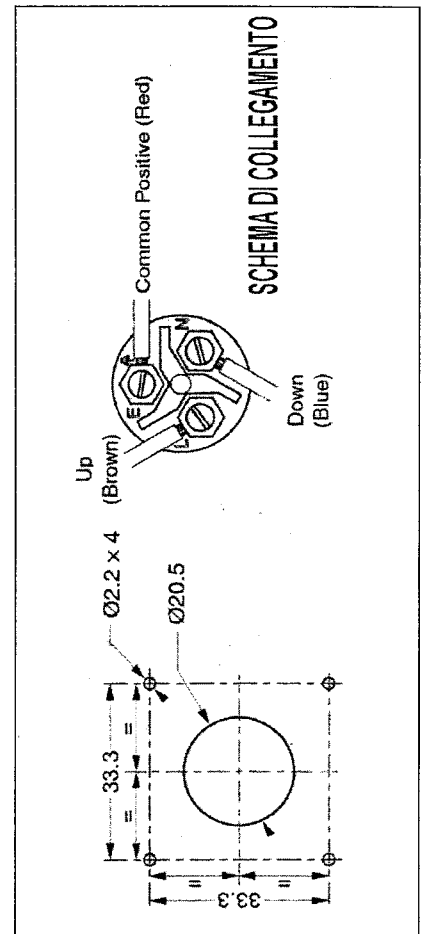 Up
(Brown)
E A
Common Positive (Red)
L
M
Down
(Blue)
SCHEMA DI COLLEGAMENTO
33.3
= =
Ø2.2 x 4
Ø20.5
33.3
= =